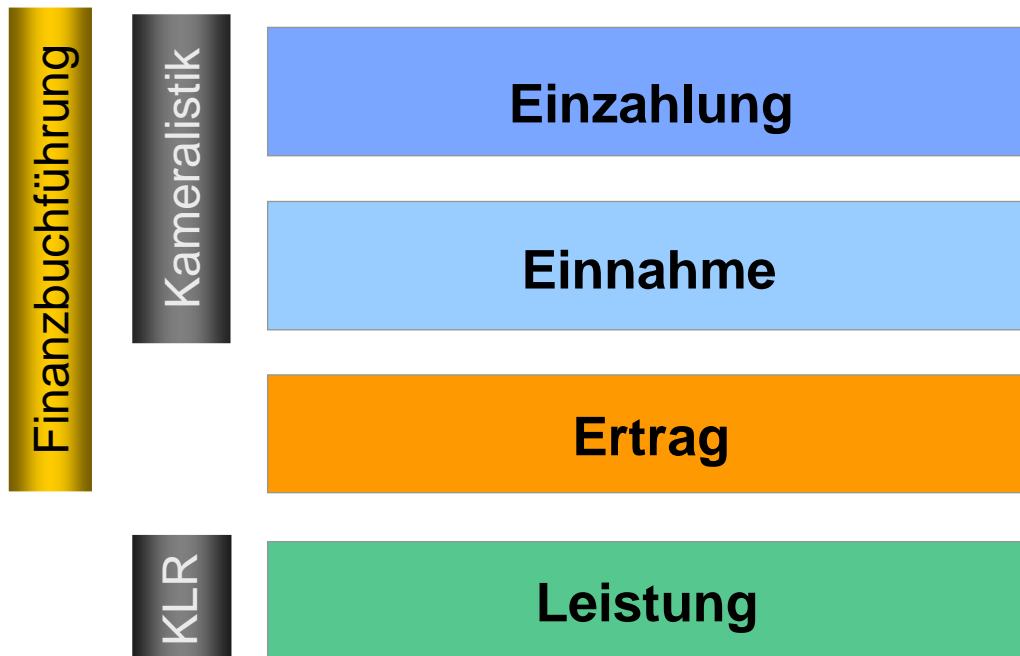 Finanzbuchführung
Kameralistik
Einzahlung
Einnahme
Ertrag
KLR
Leistung